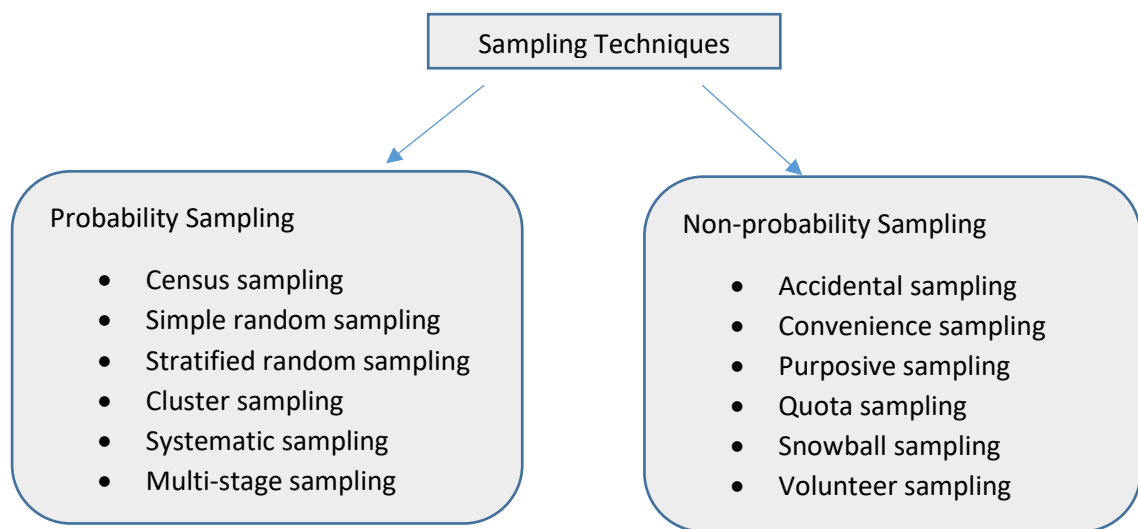 Sampling Techniques
Probability Sampling
• Census sampling
• Simple random sampling
• Stratified random sampling
• Cluster sampling
• Systematic sampling
• Multi-stage sampling
Non-probability Sampling
• Accidental sampling
• Convenience sampling
• Purposive sampling
• Quota sampling
• Snowball sampling
• Volunteer sampling